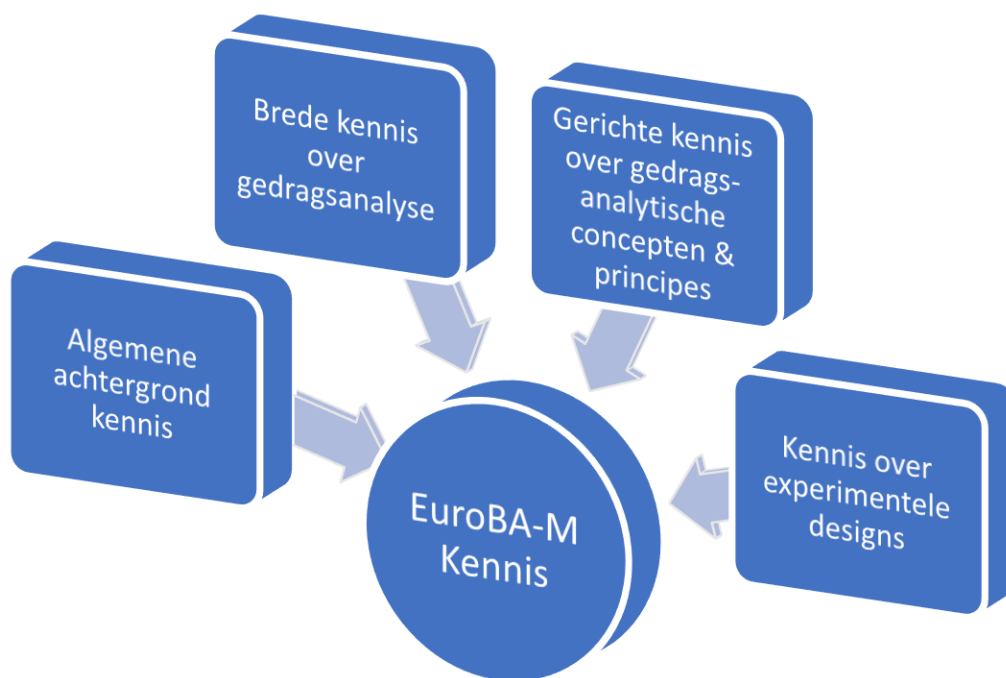 Brede kennis
over
gedragsanalyse
Gerichte kennis
over gedrags-
analytische
concepten &
principes
Algemene
achtergrond
kennis
Kennis over
experimentele
designs
EuroBA-M
Kennis